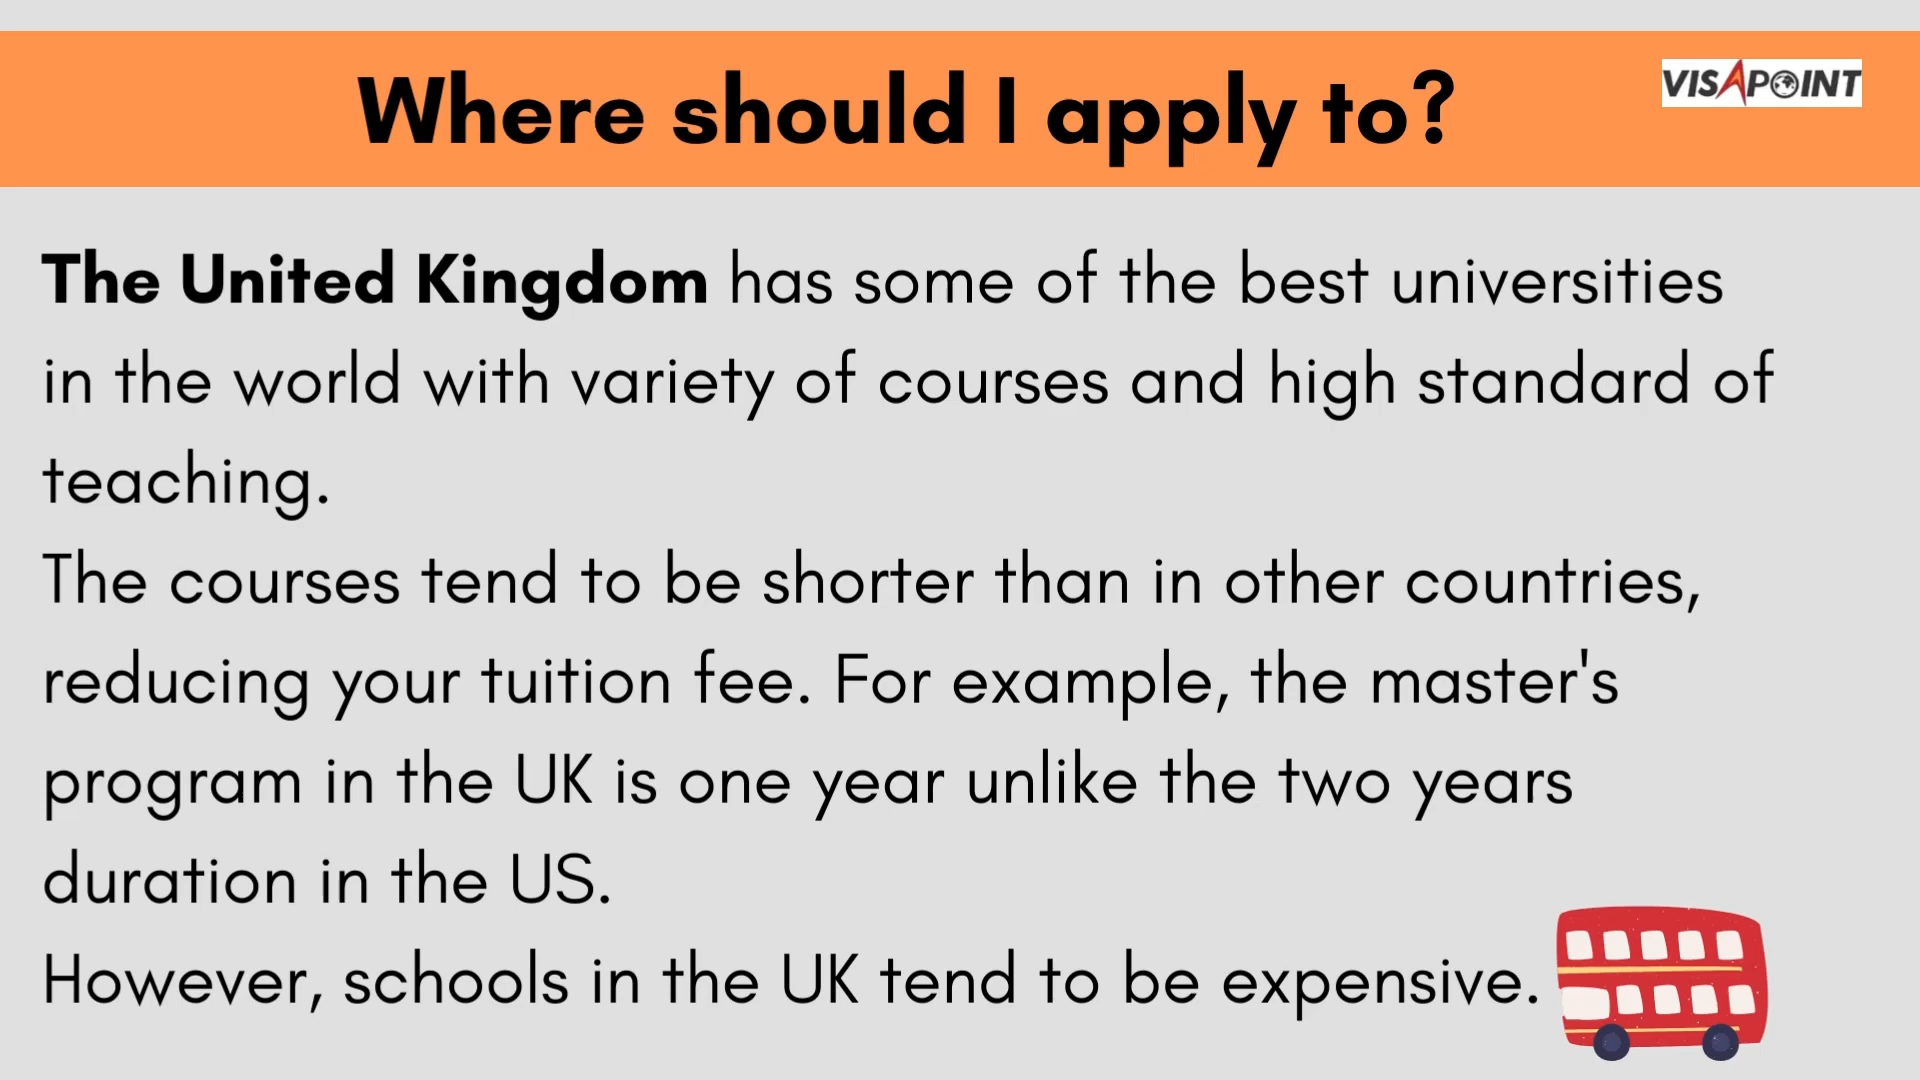 Where should I apply to?
VISAPOINT
The United Kingdom has some of the best universities
in the world with variety of courses and high standard of
teaching.
The courses tend to be shorter than in other countries,
reducing your tuition fee. For example, the master's
program in the UK is one year unlike the two years
duration in the US.
However, schools in the UK tend to be expensive.